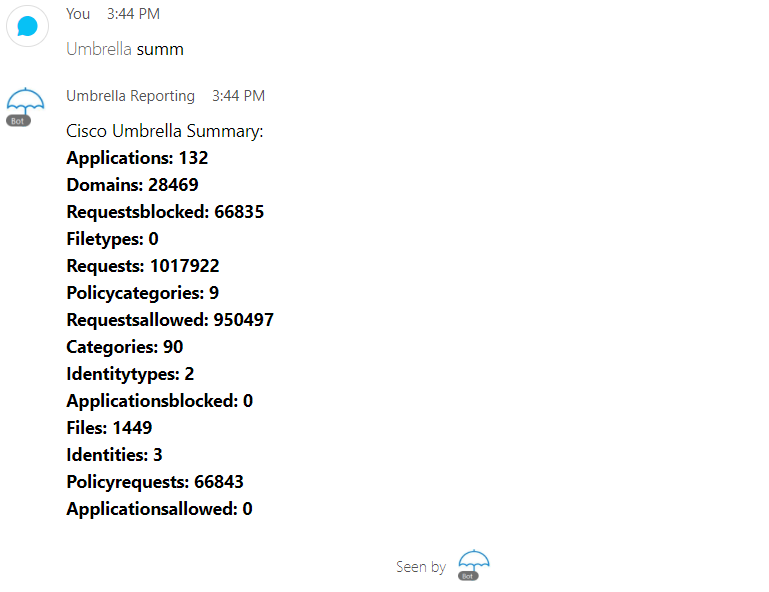 You 3:44 PM
Umbrella summ
Umbrella Reporting 3:44 PM
Bot
Cisco Umbrella Summary:
Applications: 132
Domains: 28469
Requestsblocked: 66835
Filetypes: 0
Requests: 1017922
Policycategories: 9
Requestsallowed: 950497
Categories: 90
Identitytypes: 2
Applicationsblocked: 0
Files: 1449
Identities: 3
Policyrequests: 66843
Applicationsallowed: 0
Seen by
Bot